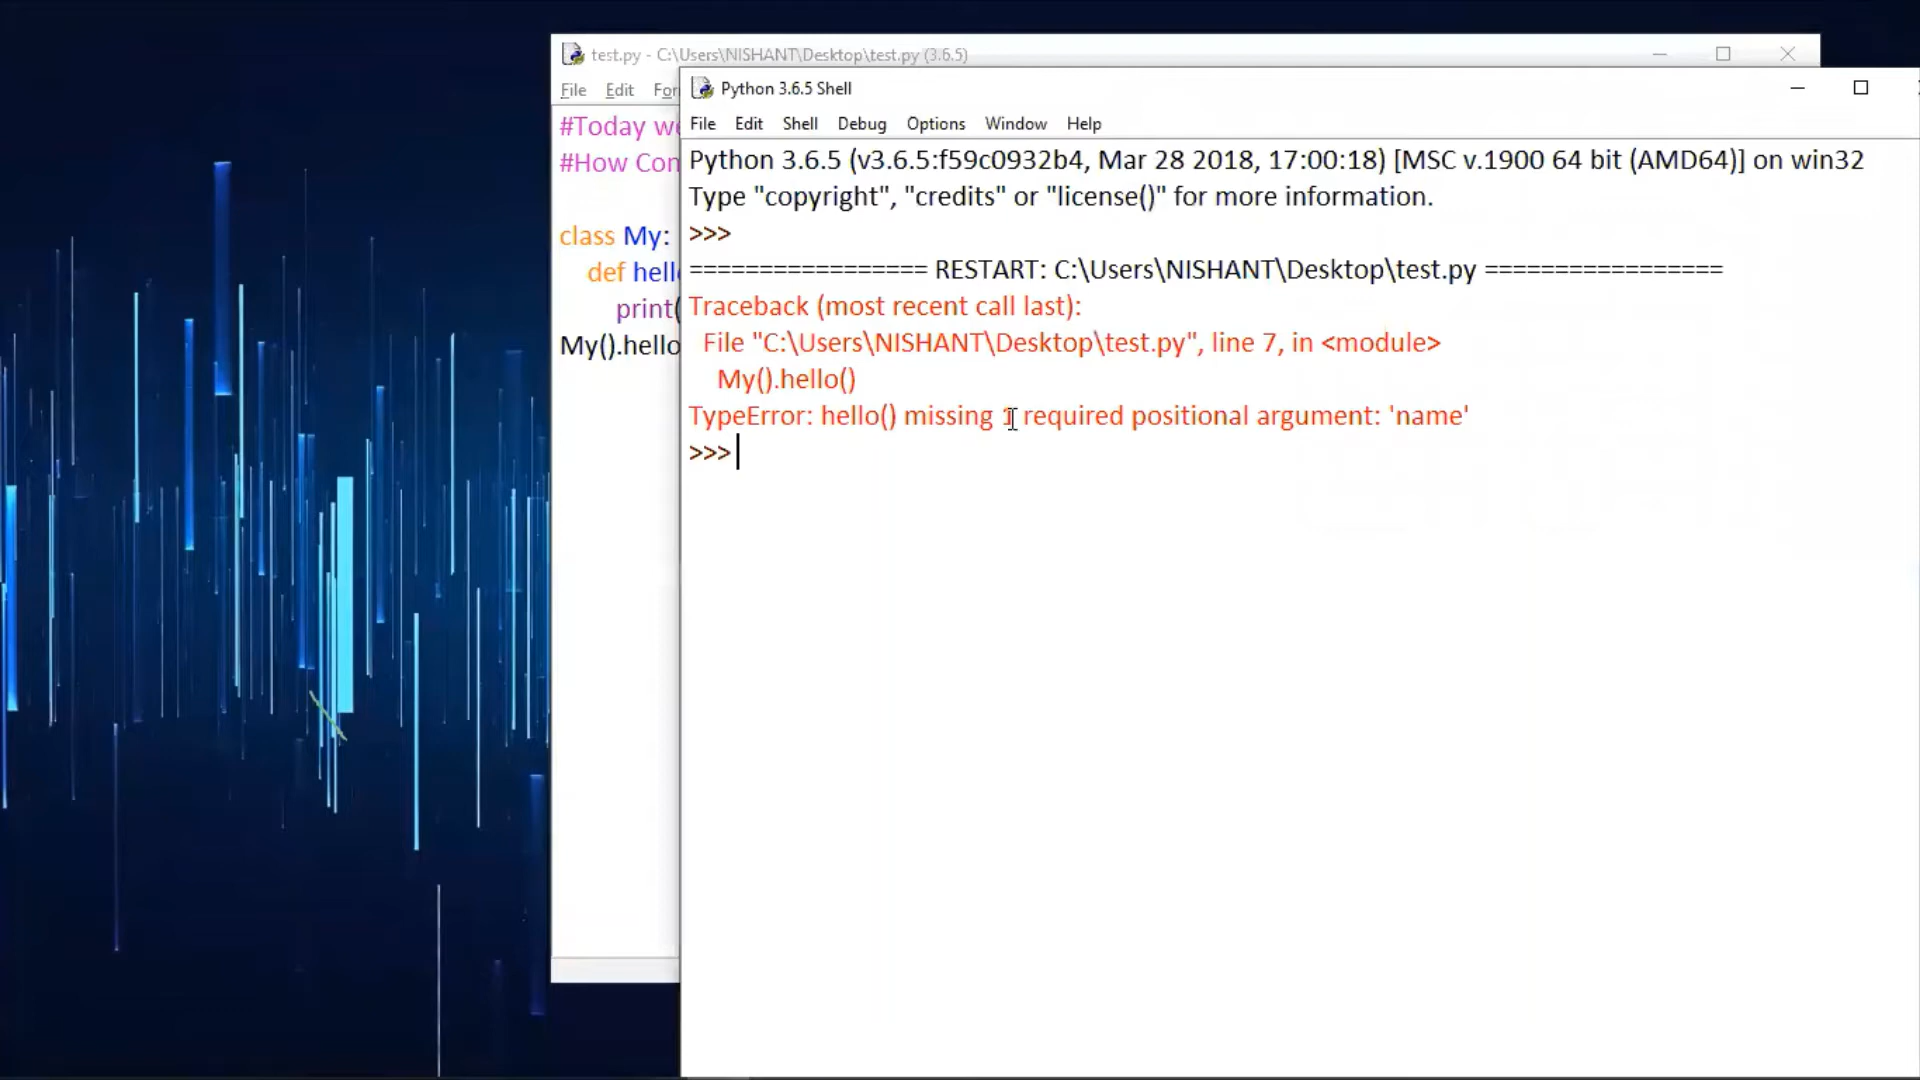 test.py - C:\Users\NISHANT\Desktop\test.py (3.6.5)
File Edit
#Today
#How
class My:
def
print(
My().hello
Python 3.6.5 Shell
File Edit Shell Debug Options Window Help
Python 3.6.5 (v3.6.5:f59c0932b4, Mar 28 2018, 17:00:18) [MSC v.1900 64 bit (AMD64)] on win32
Type "copyright", "credits" or "license()" for more information.
>>>
================= RESTART: C:\Users\NISHANT\Desktop\test.py =================
Traceback (most recent call last):
File "C:\Users\NISHANT\Desktop\test.py", line 7, in <module>
My().hello()
TypeError: hello() missing 1 required positional argument: 'name'
>>>